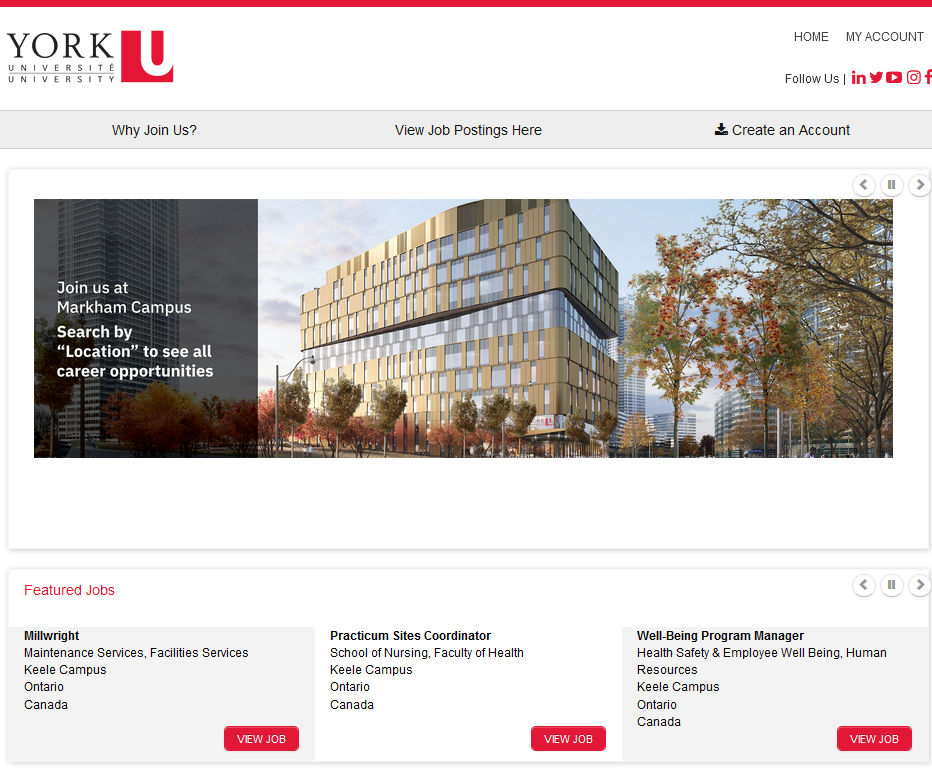 YORK U
UNIVERSITÉ
UNIVERSITY
HOME MY ACCOUNT
Follow Us |
Why Join Us? View Job Postings Here Create an Account
Join us at
Markham Campus
Search by
“Location” to see all
career opportunities
YORK U
Featured Jobs
Millwright
Maintenance Services, Facilities Services
Keele Campus
Ontario
Canada
VIEW JOB
Practicum Sites Coordinator
School of Nursing, Faculty of Health
Keele Campus
Ontario
Canada
VIEW JOB
Well-Being Program Manager
Health Safety & Employee Well Being, Human
Resources
Keele Campus
Ontario
Canada
VIEW JOB